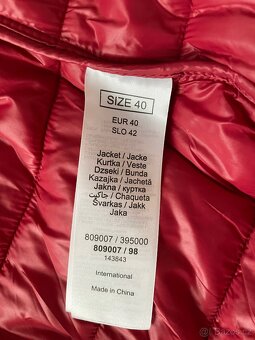 SIZE 40
EUR 40
SLO 42
Jacket / Jacke
Kurtka / Veste
Dzseki / Bunda
Kazajka / Jachetă
Jakna / куртка
جاكيت / Chaqueta
Švarkas / Jakk
Jaka
809007 / 395000
809007 / 98
143843
International
Made in China